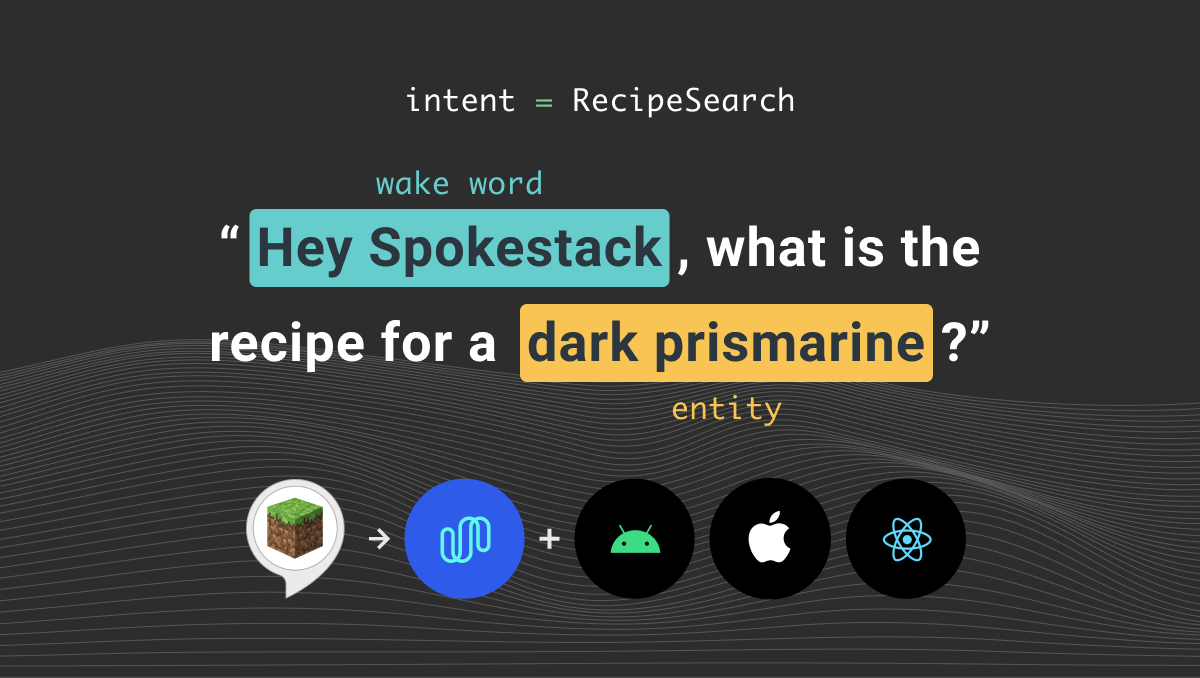 intent = RecipeSearch
wake word
“Hey Spokestack, what is the
recipe for a dark prismarine?”
entity